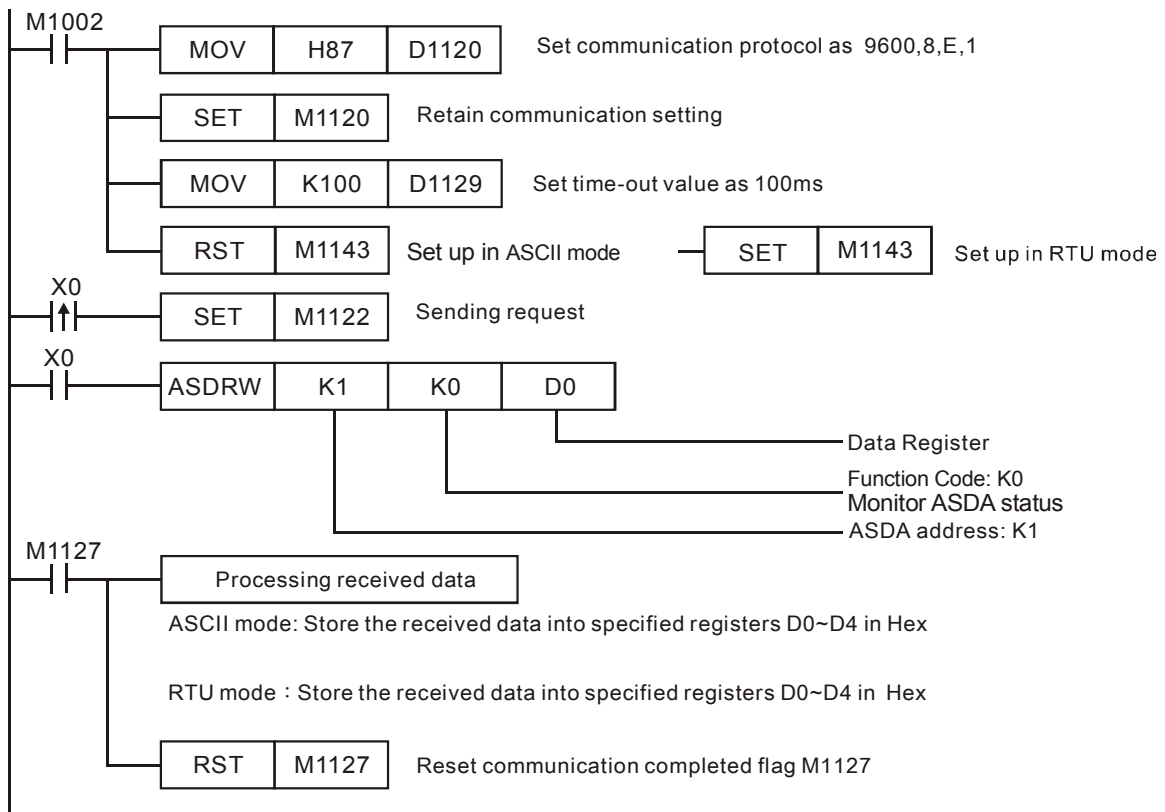 M1002
MOV H87 D1120 Set communication protocol as 9600,8,E,1
SET M1120 Retain communication setting
MOV K100 D1129 Set time-out value as 100ms
RST M1143 Set up in ASCII mode SET M1143 Set up in RTU mode
X0
SET M1122 Sending request
X0
ASDRW K1 K0 D0
Data Register
Function Code: K0
Monitor ASDA status
ASDA address: K1
M1127
Processing received data
ASCII mode: Store the received data into specified registers D0~D4 in Hex
RTU mode：Store the received data into specified registers D0~D4 in Hex
RST M1127 Reset communication completed flag M1127